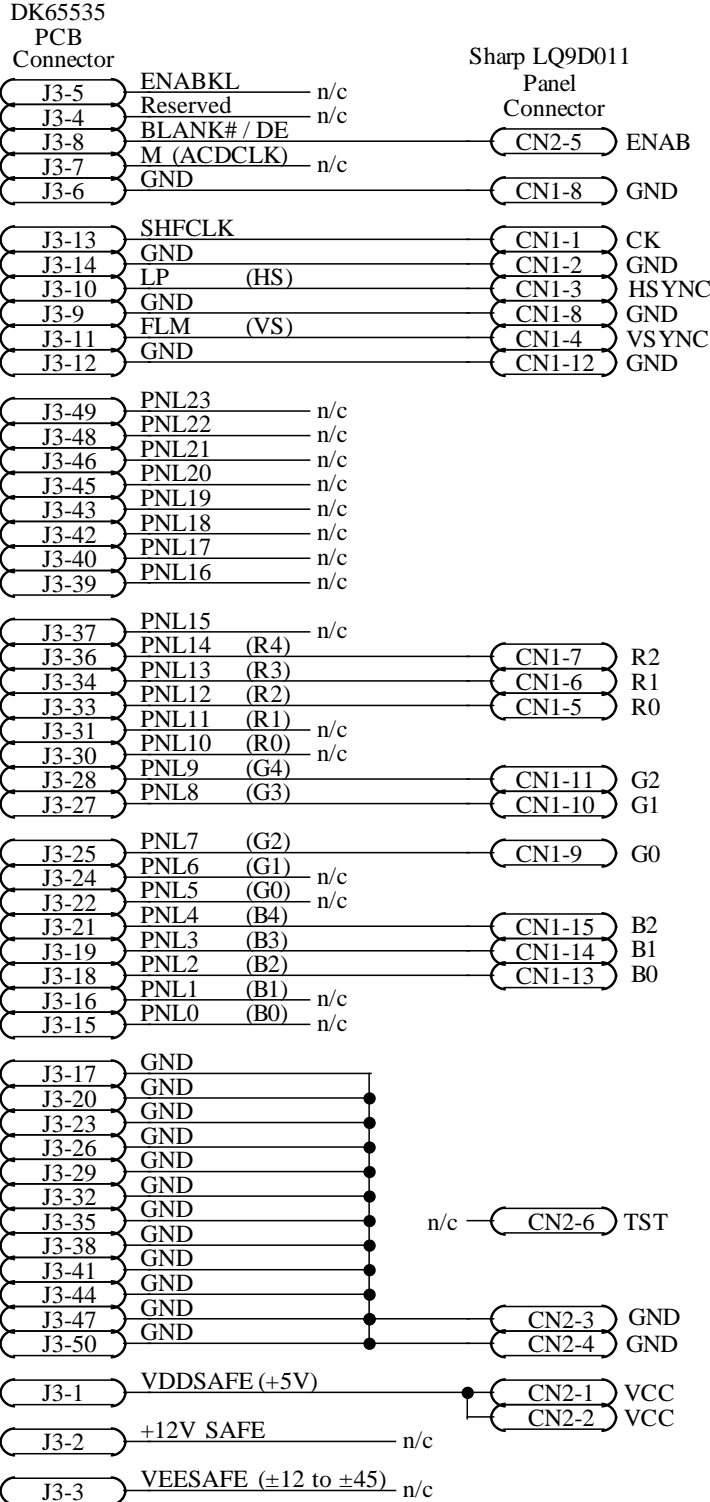 DK65535
PCB
Connector
Sharp LQ9D011
Panel
Connector
J3-5 ENABKL n/c
J3-4 Reserved n/c
J3-8 BLANK# / DE CN2-5 ENAB
J3-7 M (ACDCLK) n/c
J3-6 GND CN1-8 GND
J3-13 SHFCLK CN1-1 CK
J3-14 GND CN1-2 GND
J3-10 LP (HS) CN1-3 HSYNC
J3-9 GND CN1-8 GND
J3-11 FLM (VS) CN1-4 VSYNC
J3-12 GND CN1-12 GND
J3-49 PNL23 n/c
J3-48 PNL22 n/c
J3-46 PNL21 n/c
J3-45 PNL20 n/c
J3-43 PNL19 n/c
J3-42 PNL18 n/c
J3-40 PNL17 n/c
J3-39 PNL16 n/c
J3-37 PNL15 n/c
J3-36 PNL14 (R4) CN1-7 R2
J3-34 PNL13 (R3) CN1-6 R1
J3-33 PNL12 (R2) CN1-5 R0
J3-31 PNL11 (R1) n/c
J3-30 PNL10 (R0) n/c
J3-28 PNL9 (G4) CN1-11 G2
J3-27 PNL8 (G3) CN1-10 G1
J3-25 PNL7 (G2) CN1-9 G0
J3-24 PNL6 (G1) n/c
J3-22 PNL5 (G0) n/c
J3-21 PNL4 (B4) CN1-15 B2
J3-19 PNL3 (B3) CN1-14 B1
J3-18 PNL2 (B2) CN1-13 B0
J3-16 PNL1 (B1) n/c
J3-15 PNL0 (B0) n/c
J3-17 GND
J3-20 GND
J3-23 GND
J3-26 GND
J3-29 GND
J3-32 GND
J3-35 GND n/c CN2-6 TST
J3-38 GND
J3-41 GND
J3-44 GND
J3-47 GND CN2-3 GND
J3-50 GND CN2-4 GND
J3-1 VDDSAFE (+5V) CN2-1 VCC
CN2-2 VCC
J3-2 +12V SAFE n/c
J3-3 VEESAFE (±12 to ±45) n/c